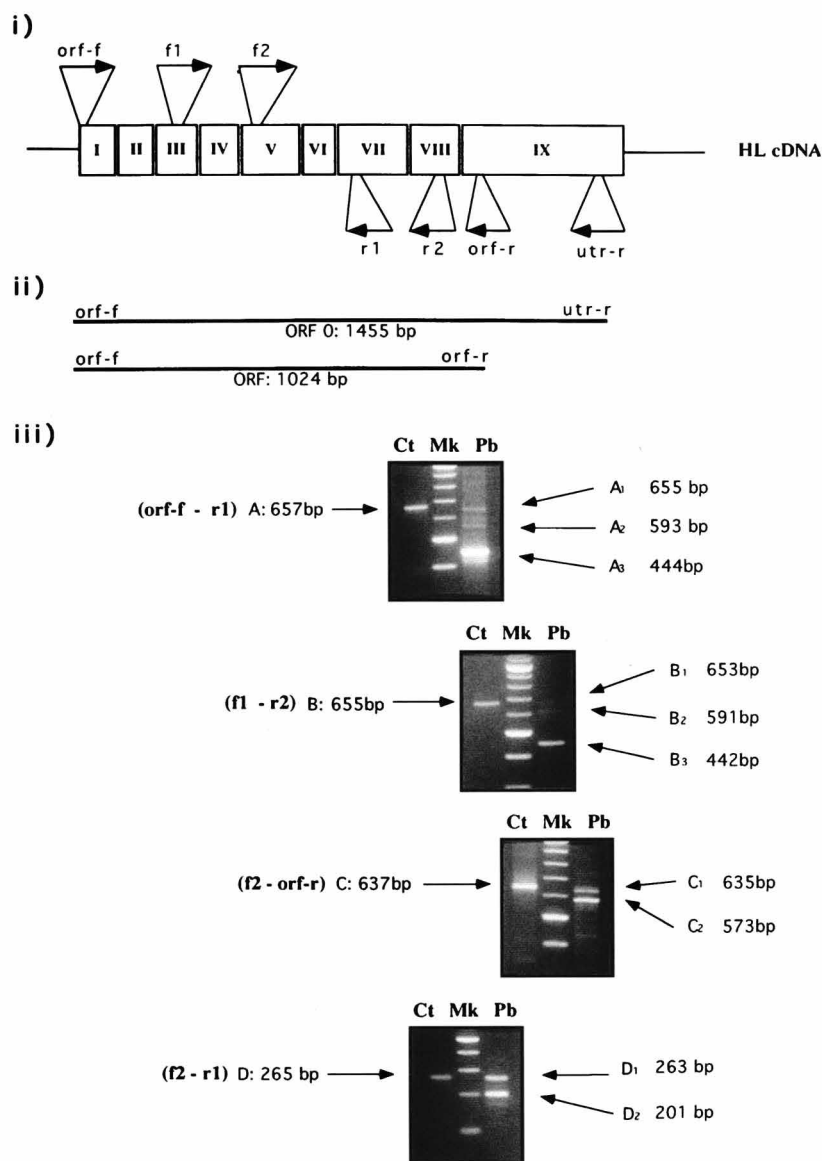 i)
orf-f f1 f2
I II III IV V VI VII VIII IX HL cDNA
r1 r2 orf-r utr-r
ii)
orf-f utr-r
ORF 0: 1455 bp
orf-f orf-r
ORF: 1024 bp
iii)
Ct Mk Pb
(orf-f - r1) A: 657bp
A1 655 bp
A2 593 bp
A3 444bp
Ct Mk Pb
(f1 - r2) B: 655bp
B1 653bp
B2 591bp
B3 442bp
Ct Mk Pb
(f2 - orf-r) C: 637bp
C1 635bp
C2 573bp
Ct Mk Pb
(f2 - r1) D: 265 bp
D1 263 bp
D2 201 bp